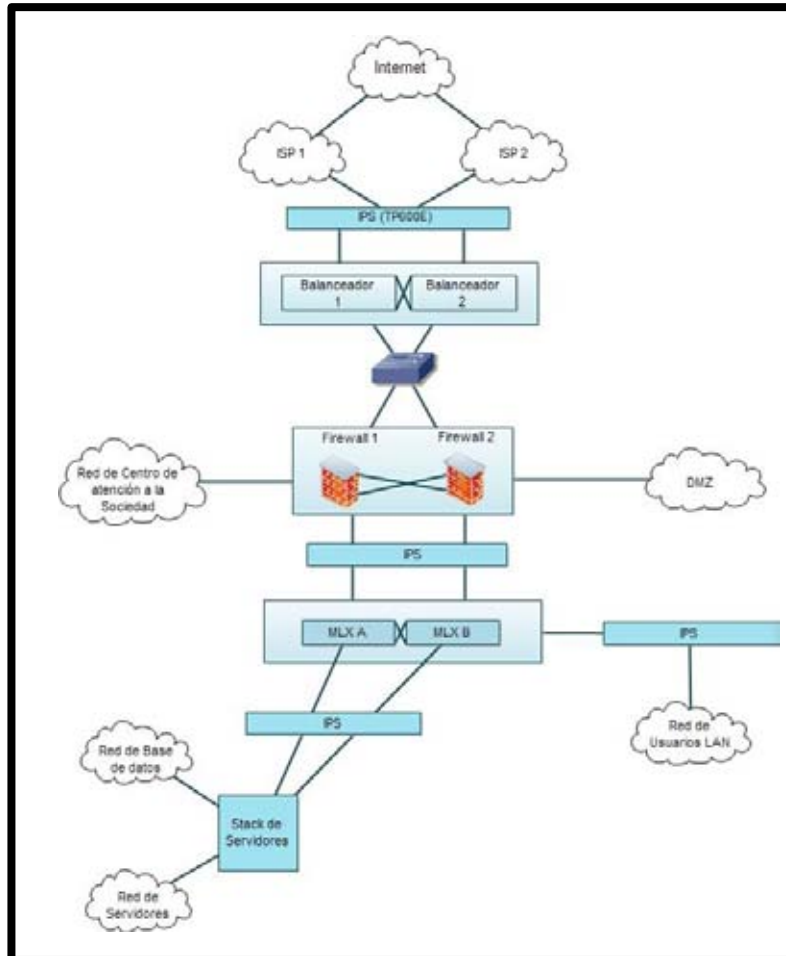 Internet
ISP 1
ISP 2
IPS (TP600E)
Balanceador
1
Balanceador
2
Firewall 1
Firewall 2
Red de Centro de
atención a la
Sociedad
DMZ
IPS
MLX A
MLX B
IPS
IPS
Red de
Usuarios LAN
Red de Base
de datos
Stack de
Servidores
Red de
Servidores